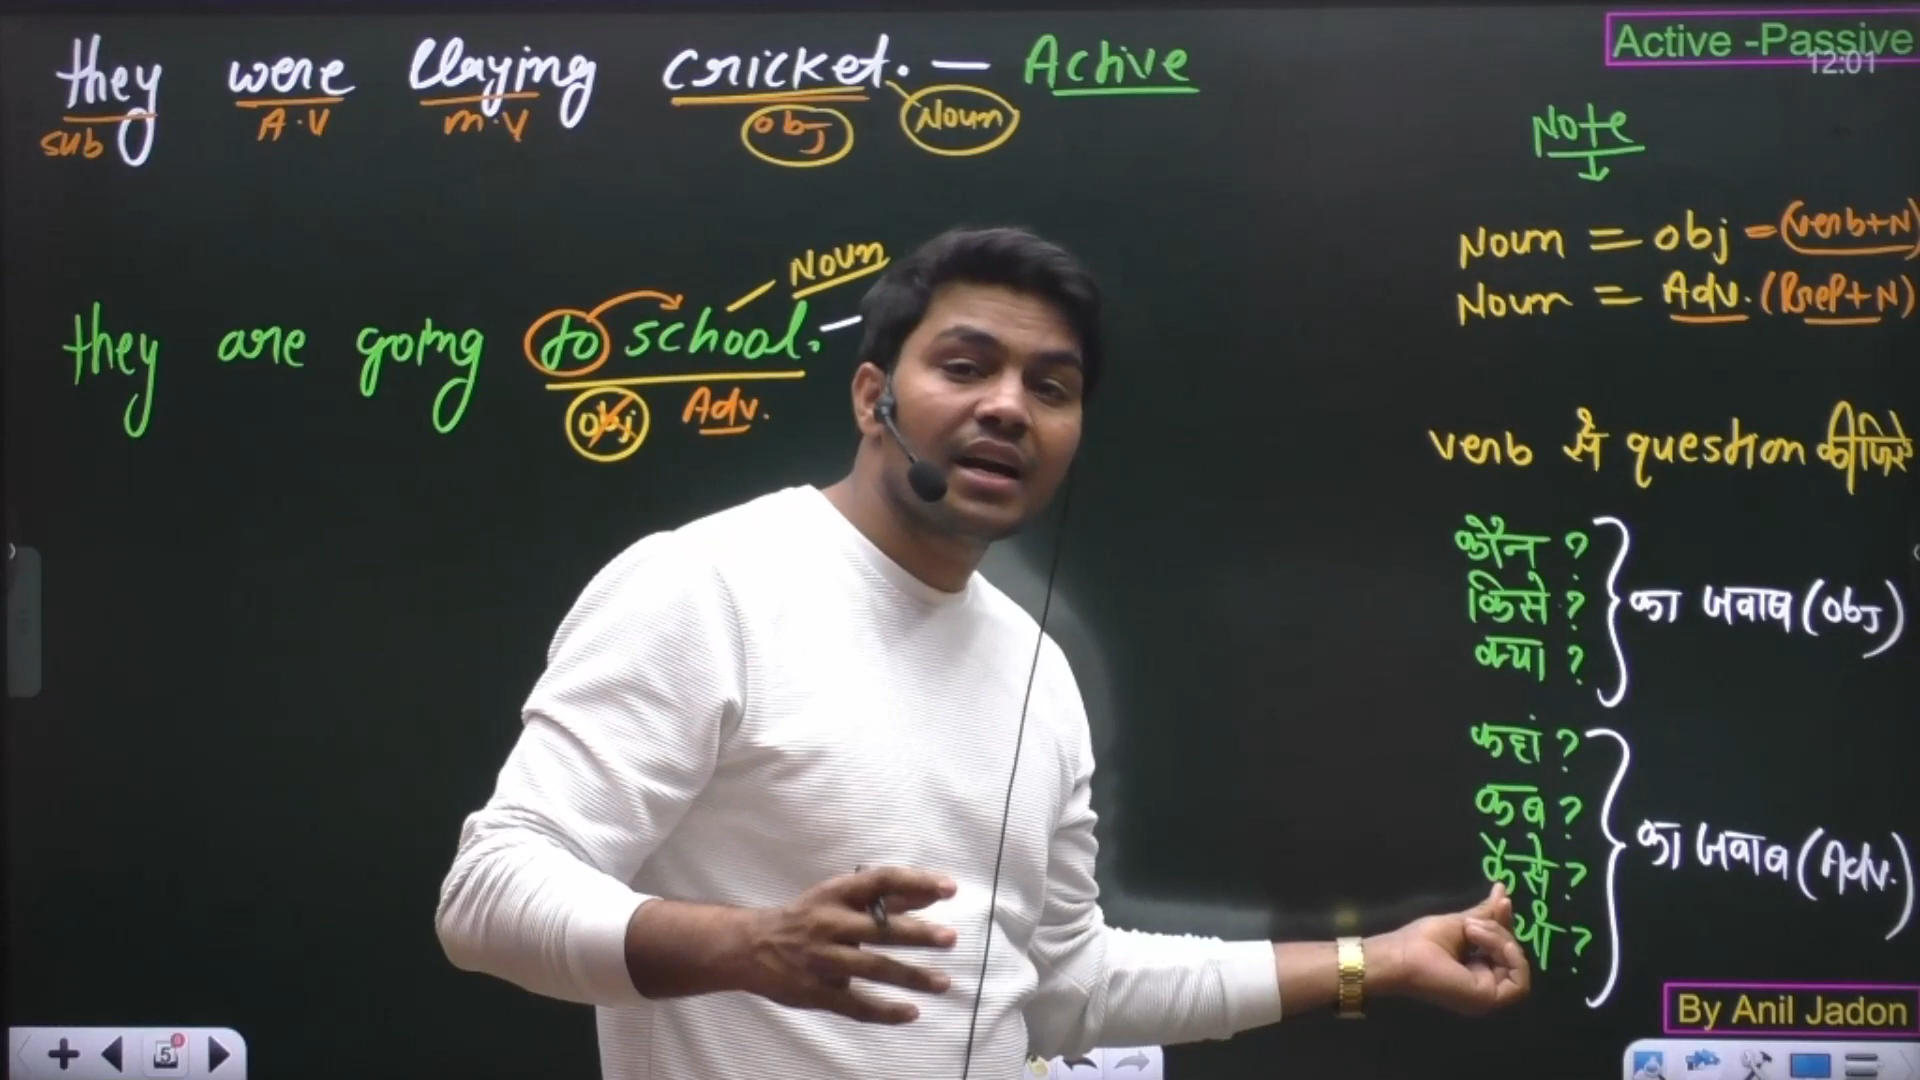 they were playing cricket. — Active
sub A.V m.V obj Noun
they are going to school. —
Noun
obj Adv.
Active -Passive
12:01
Note
Noun = obj = (verb+N)
Noun = Adv. (Prep+N)
verb से question कीजिए
कौन ?
किसे ?
क्या ?
का जवाब (obj)
कहां ?
कब ?
कैसे ?
यों ?
का जवाब (Adv.)
By Anil Jadon
5